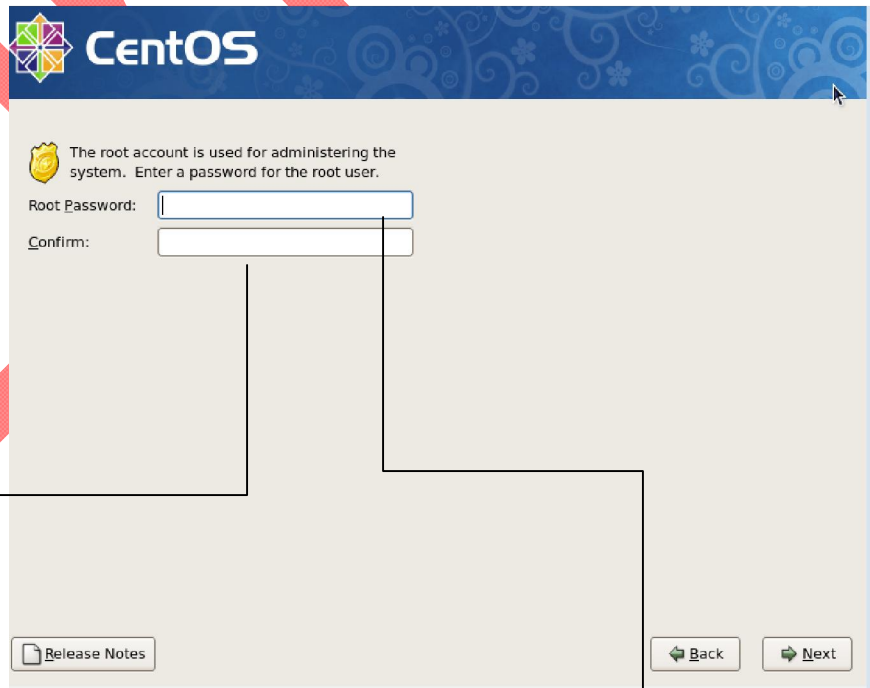 CentOS
The root account is used for administering the
system. Enter a password for the root user.
Root Password:
Confirm:
Release Notes
Back
Next